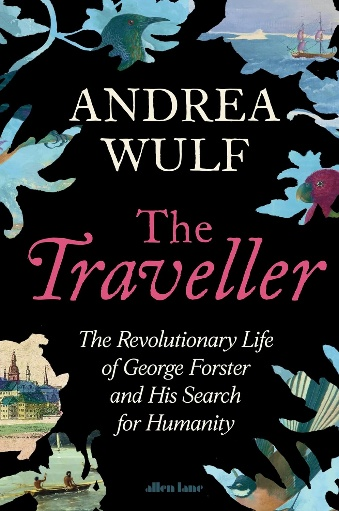 ANDREA
WULF
The
Traveller
The Revolutionary Life
of George Forster
and His Search
for Humanity
allen lane